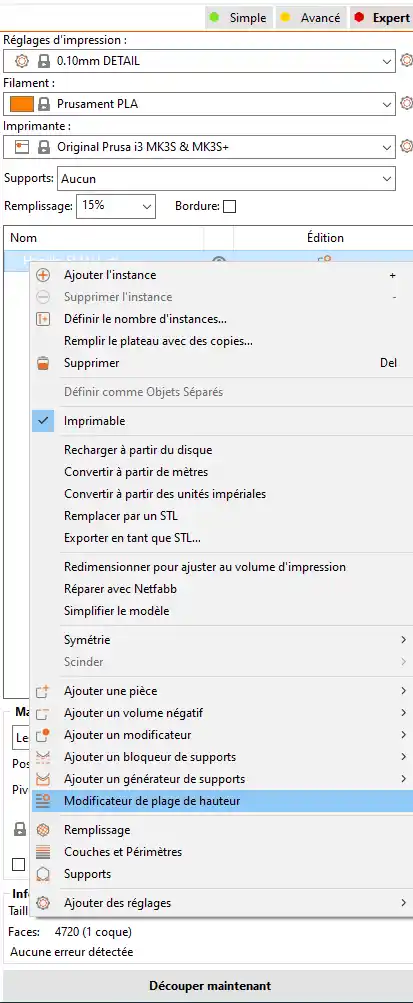 Simple Avancé Expert
Réglages d'impression :
0.10mm DETAIL
Filament :
Prusament PLA
Imprimante :
Original Prusa i3 MK3S & MK3S+
Supports: Aucun
Remplissage: 15% Bordure:
Nom Édition
Ajouter l'instance +
Supprimer l'instance -
Définir le nombre d'instances...
Remplir le plateau avec des copies...
Supprimer Del
Définir comme Objets Séparés
Imprimable
Recharger à partir du disque
Convertir à partir de mètres
Convertir à partir des unités impériales
Remplacer par un STL
Exporter en tant que STL...
Redimensionner pour ajuster au volume d'impression
Réparer avec Netfabb
Simplifier le modèle
Symétrie
Scinder
Ajouter une pièce
Ma
Ajouter un volume négatif
Le
Ajouter un modificateur
Pos
Ajouter un bloqueur de supports
Ajouter un générateur de supports
Piv
Modificateur de plage de hauteur
Remplissage
Couches et Périmètres
Supports
Info
Ajouter des réglages
Taill
Faces: 4720 (1 coque)
Aucune erreur détectée
Découper maintenant